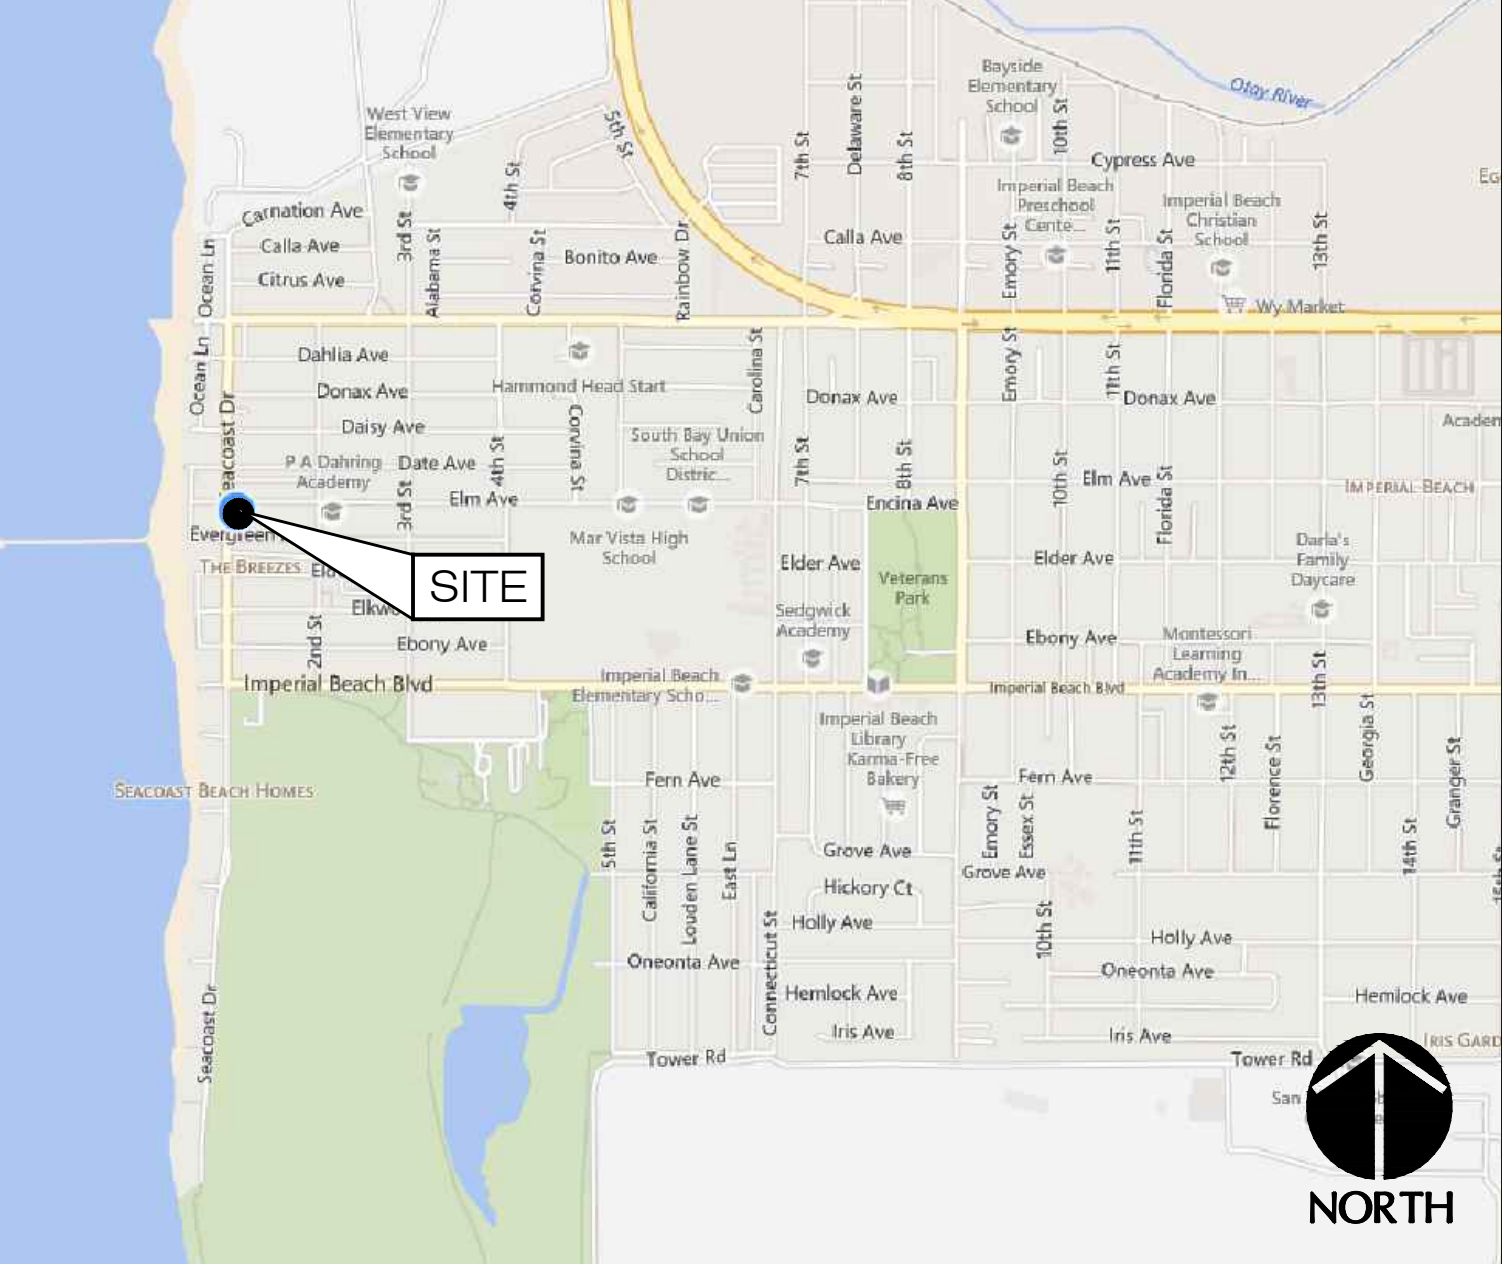 Bayside
Elementary
School
Otay River
West View
Elementary
School
5th St
7th St
Delaware St
8th St
10th St
Cypress Ave
4th St
Imperial Beach
Preschool
Cente...
Imperial Beach
Christian
School
Carnation Ave
3rd St
Calla Ave
Ocean Ln
Alabama St
Corvina St
Bonito Ave
Rainbow Dr
Calla Ave
Emory St
11th St
Florida St
13th St
Citrus Ave
Wy Market
Ocean Ln
Dahlia Ave
Carolina St
Emory St
11th St
Hammond Head Start
Donax Ave
Donax Ave
Donax Ave
Seacoast Dr
Daisy Ave
Corvina St
South Bay Union
School
Distric...
4th St
7th St
8th St
P A Dahring
Academy
Date Ave
10th St
Elm Ave
Florida St
IMPERIAL BEACH
3rd St
Elm Ave
Encina Ave
Evergreen
Mar Vista High
School
Darla's
Family
Daycare
THE BREEZES
SITE
Elder Ave
Elder Ave
Veterans
Park
Sedgwick
Academy
2nd St
Ebony Ave
Ebony Ave
Montessori
Learning
Academy In...
Imperial Beach Blvd
Imperial Beach
Elementary Scho...
Imperial Beach Blvd
13th St
Imperial Beach
Library
Karma-Free
Bakery
Georgia St
12th St
Florence St
Granger St
SEACOAST BEACH HOMES
Fern Ave
Fern Ave
5th St
California St
Louden Lane St
East Ln
Emory St
Essex St
11th St
14th St
15th St
Grove Ave
Grove Ave
Hickory Ct
Holly Ave
Connecticut St
10th St
Holly Ave
Oneonta Ave
Oneonta Ave
Seacoast Dr
Hemlock Ave
Hemlock Ave
Iris Ave
Iris Ave
IRIS GARD
Tower Rd
Tower Rd
San
NORTH